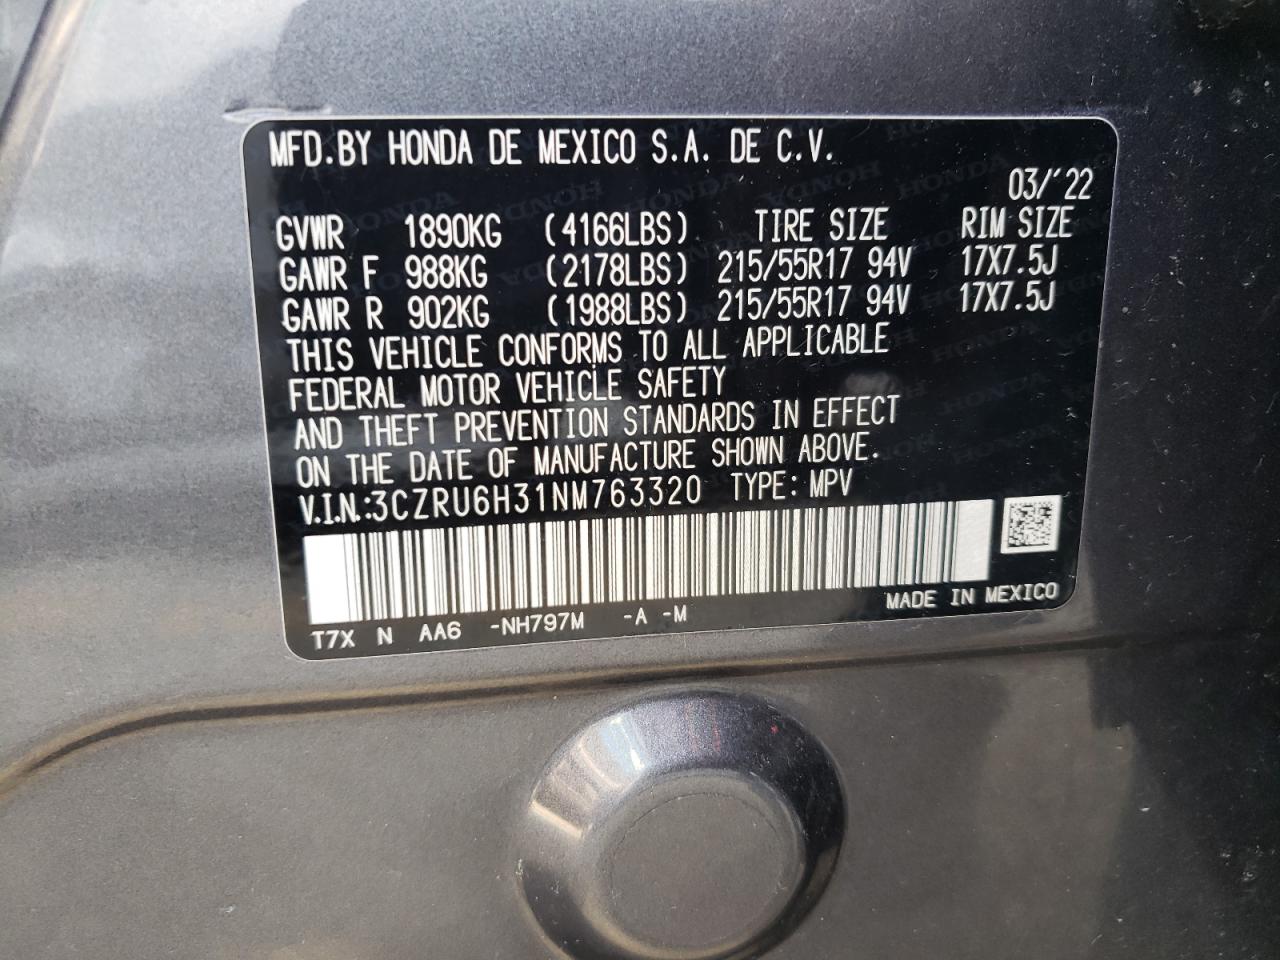 MFD.BY HONDA DE MEXICO S.A. DE C.V.
03/'22
GVWR 1890KG (4166LBS) TIRE SIZE RIM SIZE
GAWR F 988KG (2178LBS) 215/55R17 94V 17X7.5J
GAWR R 902KG (1988LBS) 215/55R17 94V 17X7.5J
THIS VEHICLE CONFORMS TO ALL APPLICABLE
FEDERAL MOTOR VEHICLE SAFETY
AND THEFT PREVENTION STANDARDS IN EFFECT
ON THE DATE OF MANUFACTURE SHOWN ABOVE.
V.I.N.:3CZRU6H31NM763320 TYPE: MPV
MADE IN MEXICO
T7X N AA6 -NH797M -A -M